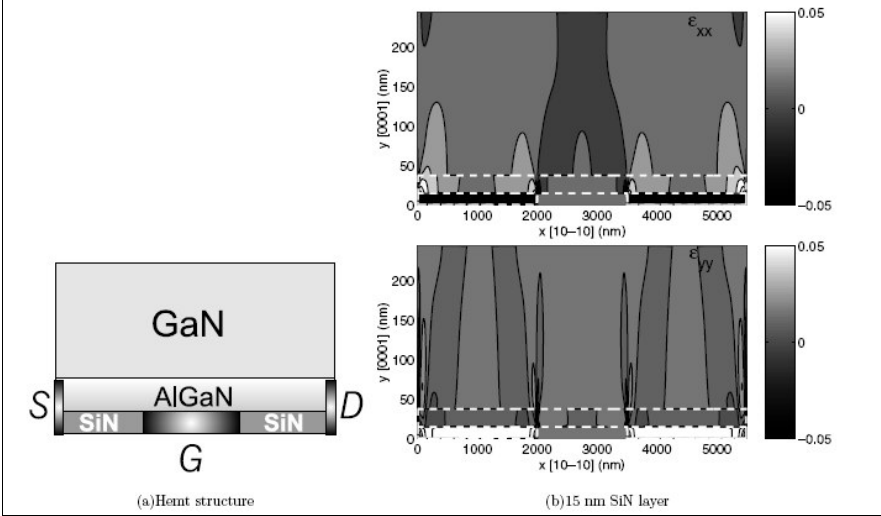 GaN
S
AlGaN
D
SiN
SiN
G
(a)Hemt structure
εxx
y [0001] (nm)
200
150
100
50
0
0
1000
2000
3000
4000
5000
x [10−10] (nm)
0.05
0
−0.05
εyy
y [0001] (nm)
200
150
100
50
0
0
1000
2000
3000
4000
5000
x [10−10] (nm)
0.05
0
−0.05
(b)15 nm SiN layer